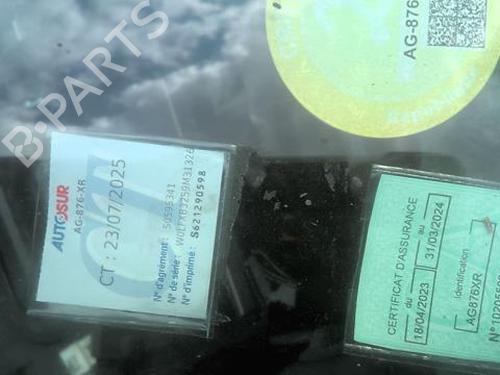 B-PARTS
AUTOSUR
AG-876-XR
CT : 23/07/2025
N° d'agrément : S059S341
N° de série :
N° d'imprimé : S621290598
AG-876
CERTIFICAT D'ASSURANCE
18/04/2023 au 31/03/2024
Identification
AG876XR